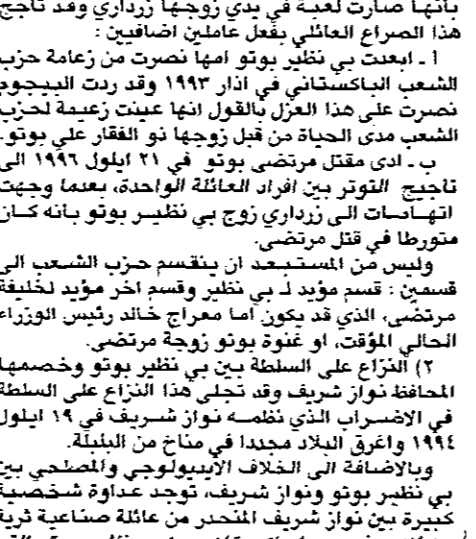 بأنها صارت لعبة في يدي زوجها زرداري وقد تأجج
هذا الصراع العائلي بفعل عاملين اضافيين :
أ ـ ابعدت بي نظير بوتو امها نصرت من زعامة حزب
الشعب الباكستاني في اذار ١٩٩٣ وقد ردت البيجوم
نصرت على هذا العزل بالقول انها عينت زعيمة لحزب
الشعب مدى الحياة من قبل زوجها ذو الفقار علي بوتو.
ب ـ ادى مقتل مرتضى بوتو في ٢١ ايلول ١٩٩٦ الى
تاجيج التوتر بين افراد العائلة الواحدة، بعدما وجهت
اتهامات الى زرداري زوج بي نظير بوتو بانه كان
متورطا في قتل مرتضى.
وليس من المستبعد ان ينقسم حزب الشعب الى
قسمين : قسم مؤيد لـ بي نظير وقسم اخر مؤيد لخليفة
مرتضى، الذي قد يكون اما معراج خالد رئيس الوزراء
الحالي المؤقت، او غنوة بوتو زوجة مرتضى.
٢) النزاع على السلطة بين بي نظير بوتو وخصمها
المحافظ نواز شريف وقد تجلى هذا النزاع على السلطة
في الاضراب الذي نظمه نواز شريف في ١٩ ايلول
١٩٩٤ واغرق البلاد مجددا في مناخ من البلبلة.
وبالاضافة الى الخلاف الايديولوجي والمصلحي بين
بي نظير بوتو ونواز شريف، توجد عداوة شخصية
كبيرة بين نواز شريف المنحدر من عائلة صناعية ثرية